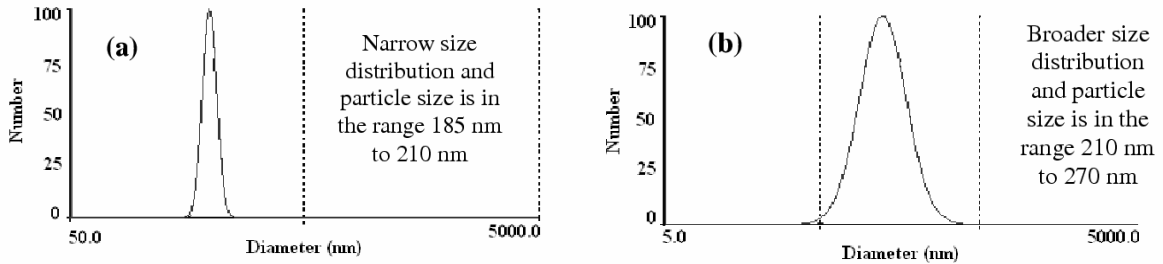 (a)
100
75
50
25
0
Number
50.0
5000.0
Diameter (nm)
Narrow size
distribution and
particle size is in
the range 185 nm
to 210 nm
(b)
100
75
50
25
0
Number
5.0
5000.0
Diameter (nm)
Broader size
distribution
and particle
size is in the
range 210 nm
to 270 nm